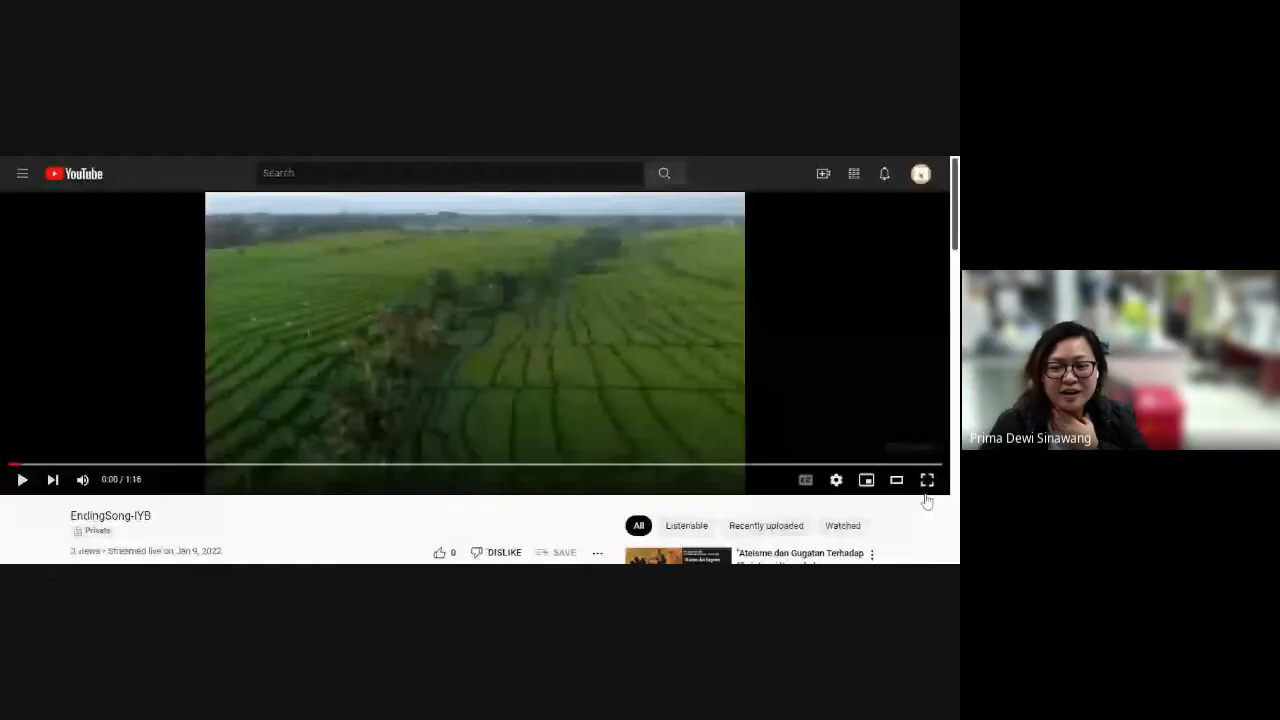 YouTube
Search
0:00 / 1:16
EndingSong-IYB
Private
views • Streamed live on Jan 9, 2022
0
DISLIKE
SAVE
All
Listenable
Recently uploaded
Watched
"Ateisme dan Gugatan Terhadap
Prima Dewi Sinawang